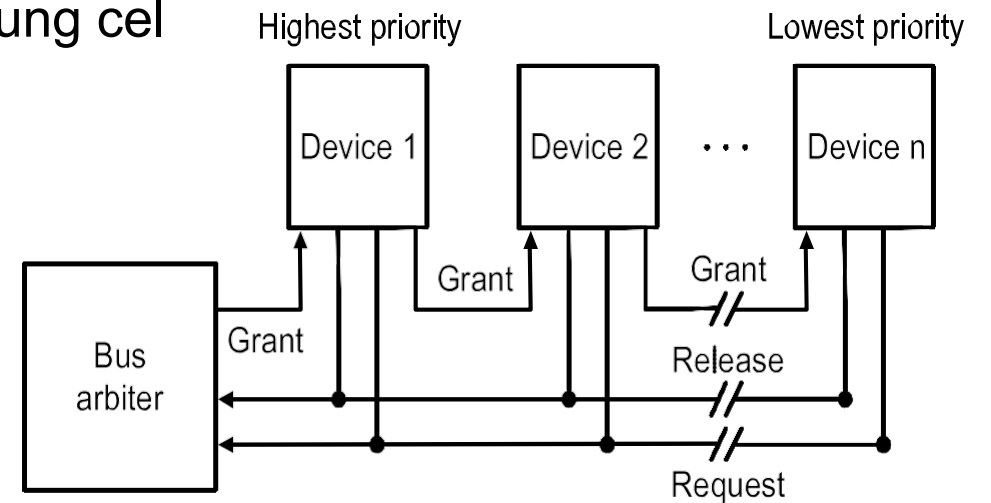 ung cel
Highest priority
Lowest priority
Device 1
Device 2
...
Device n
Grant
Grant
Grant
Bus
arbiter
Release
Request